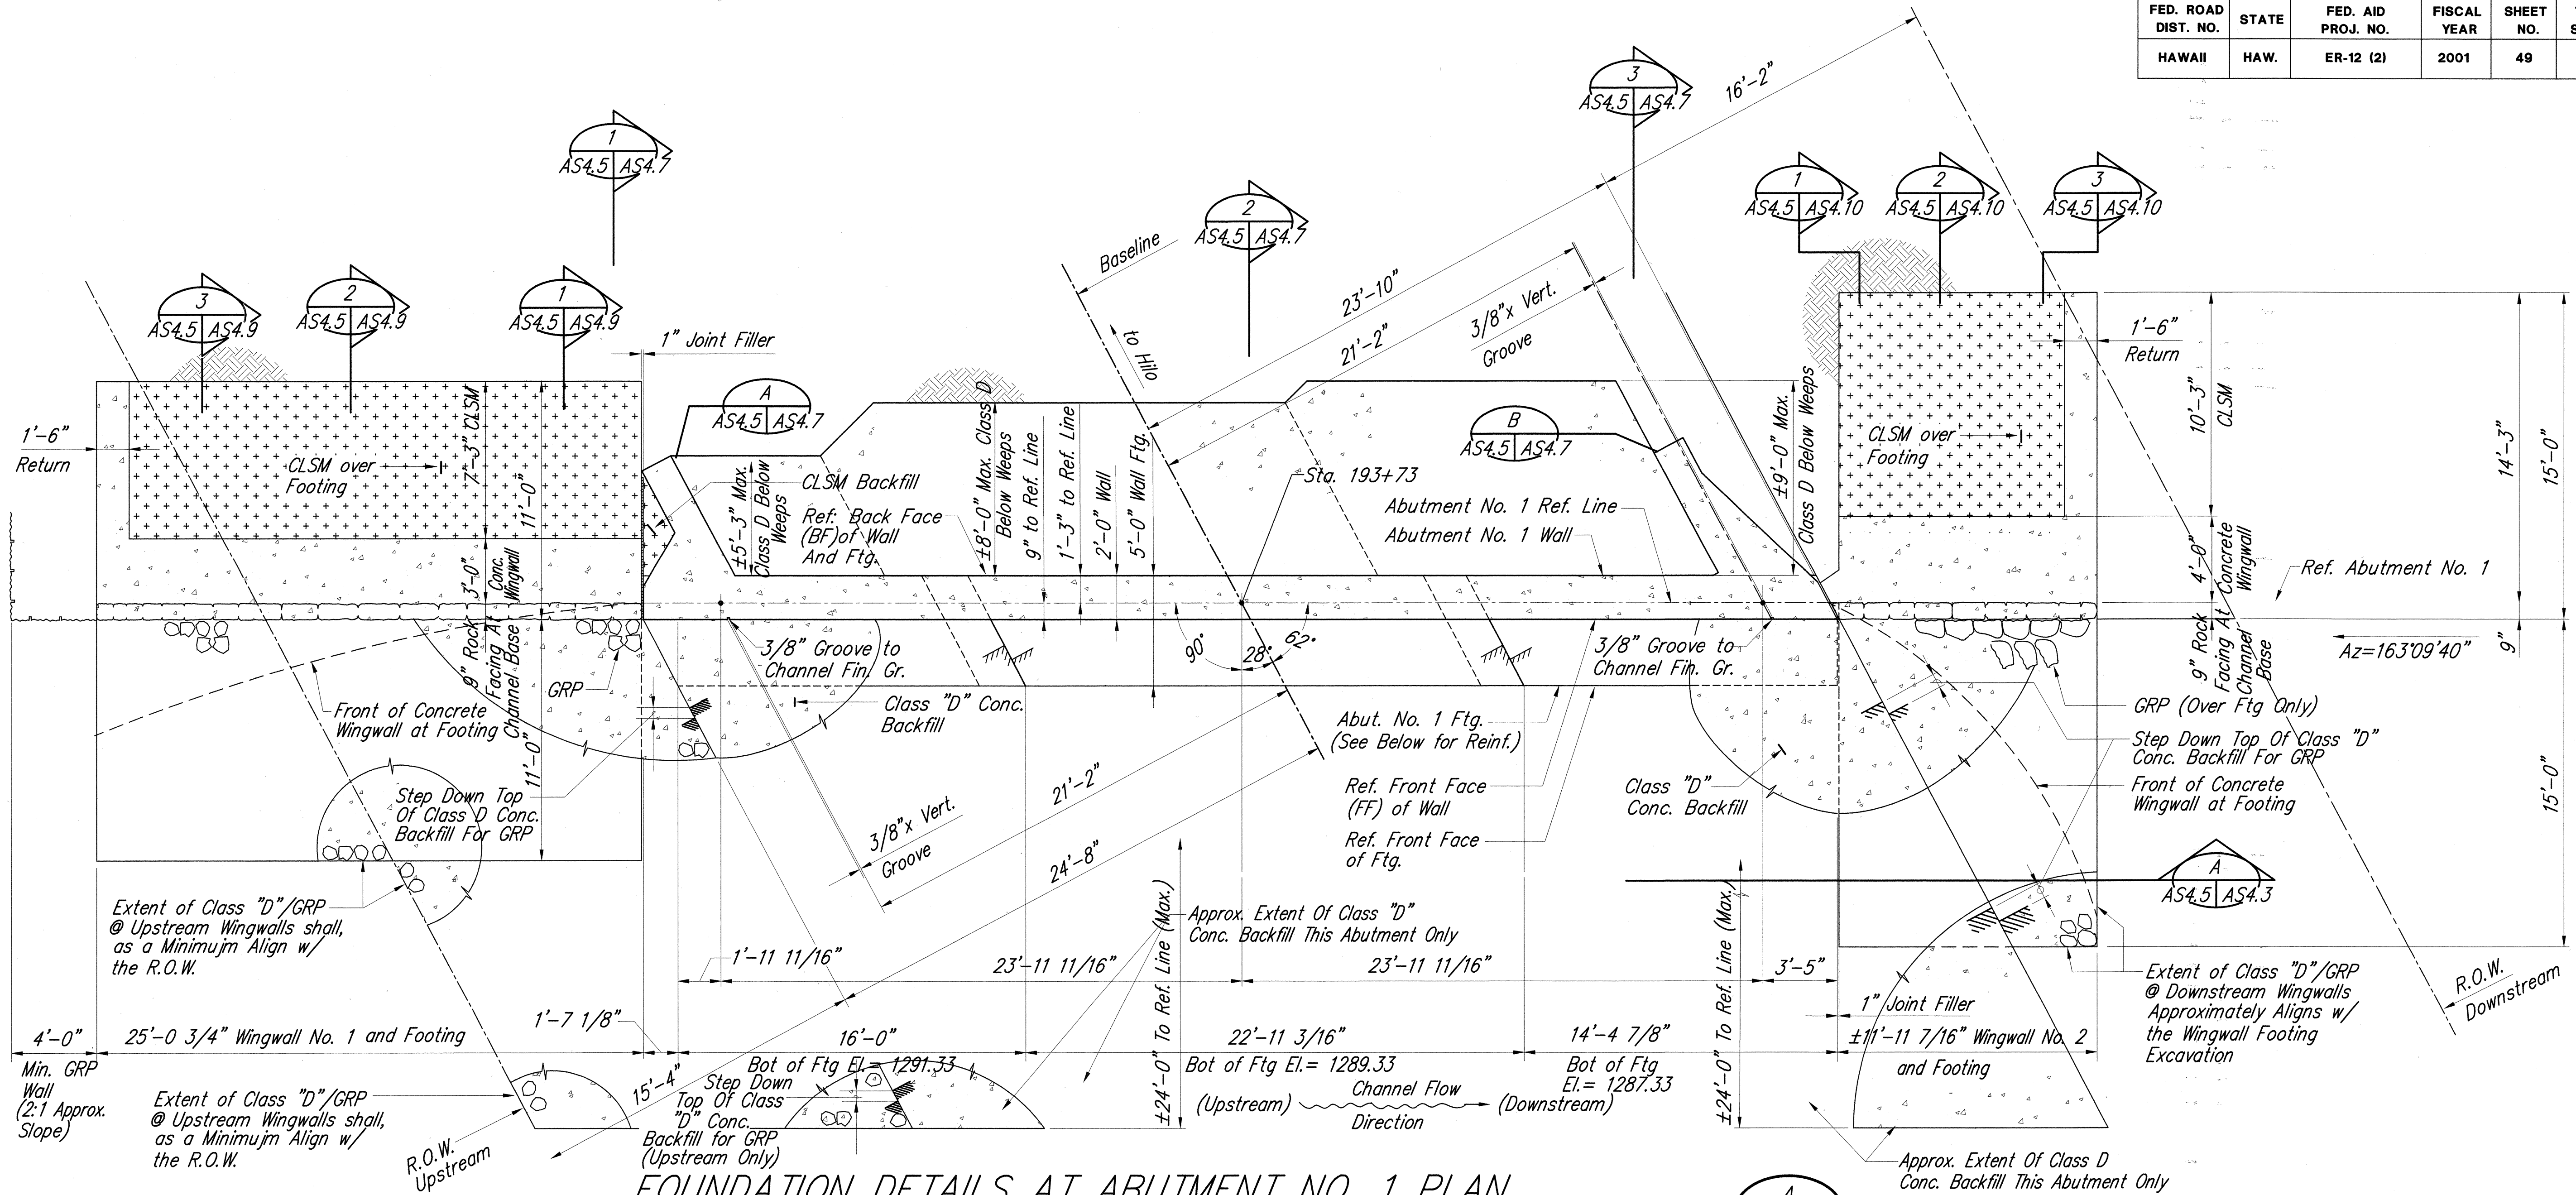 FED. ROAD
DIST. NO.
STATE
FED. AID
PROJ. NO.
FISCAL
YEAR
SHEET
NO.
HAWAII
HAW.
ER-12 (2)
2001
49
1
AS4.5 AS4.7
2
AS4.5 AS4.7
3
AS4.5 AS4.7
16'-2"
1
AS4.5 AS4.10
2
AS4.5 AS4.10
3
AS4.5 AS4.10
3
AS4.5 AS4.9
2
AS4.5 AS4.9
1
AS4.5 AS4.9
Baseline
to Hilo
23'-10"
21'-2"
3/8"x Vert.
Groove
1" Joint Filler
A
AS4.5 AS4.7
B
AS4.5 AS4.7
1'-6"
Return
1'-6"
Return
CLSM over
Footing
7'-3" CLSM
11'-0"
3'-0"
Conc.
Wingwall
9" Rock
Facing At
Channel Base
11'-0"
±5'-3" Max.
Class D Below
Weeps
CLSM Backfill
Ref. Back Face
(BF)of Wall
And Ftg.
±8'-0" Max. Class D
Below Weeps
9" to Ref. Line
1'-3" to Ref. Line
2'-0" Wall
5'-0" Wall Ftg.
Sta. 193+73
Abutment No. 1 Ref. Line
Abutment No. 1 Wall
±9'-0" Max.
Class D Below Weeps
CLSM over
Footing
10'-3"
CLSM
14'-3"
15'-0"
4'-0"
Concrete
Wingwall
9" Rock
Facing At
Channel
Base
Ref. Abutment No. 1
Az=163°09'40"
9"
15'-0"
90°
28°
62°
3/8" Groove to
Channel Fin. Gr.
3/8" Groove to
Channel Fin. Gr.
GRP
Class "D" Conc.
Backfill
Front of Concrete
Wingwall at Footing
Step Down Top
Of Class D Conc.
Backfill For GRP
3/8"x Vert.
Groove
21'-2"
24'-8"
Abut. No. 1 Ftg.
(See Below for Reinf.)
Ref. Front Face
(FF) of Wall
Ref. Front Face
of Ftg.
Class "D"
Conc. Backfill
GRP (Over Ftg Only)
Step Down Top Of Class "D"
Conc. Backfill For GRP
Front of Concrete
Wingwall at Footing
A
AS4.5 AS4.3
Extent of Class "D"/GRP
@ Upstream Wingwalls shall,
as a Minimujm Align w/
the R.O.W.
Approx. Extent Of Class "D"
Conc. Backfill This Abutment Only
±24'-0" To Ref. Line (Max.)
±24'-0" To Ref. Line (Max.)
1'-11 11/16"
23'-11 11/16"
23'-11 11/16"
3'-5"
1" Joint Filler
Extent of Class "D"/GRP
@ Downstream Wingwalls
Approximately Aligns w/
the Wingwall Footing
Excavation
R.O.W.
Downstream
4'-0"
Min. GRP
Wall
(2:1 Approx.
Slope)
25'-0 3/4" Wingwall No. 1 and Footing
1'-7 1/8"
16'-0"
Bot of Ftg El.= 1291.33
22'-11 3/16"
Bot of Ftg El.= 1289.33
14'-4 7/8"
Bot of Ftg
El.= 1287.33
±11'-11 7/16" Wingwall No. 2
and Footing
Extent of Class "D"/GRP
@ Upstream Wingwalls shall,
as a Minimujm Align w/
the R.O.W.
R.O.W.
Upstream
15'-4"
Step Down
Top Of Class
"D" Conc.
Backfill for GRP
(Upstream Only)
(Upstream)
Channel Flow
Direction
(Downstream)
Approx. Extent Of Class D
Conc. Backfill This Abutment Only
FOUNDATION DETAILS AT ABUTMENT NO. 1 PLAN
A